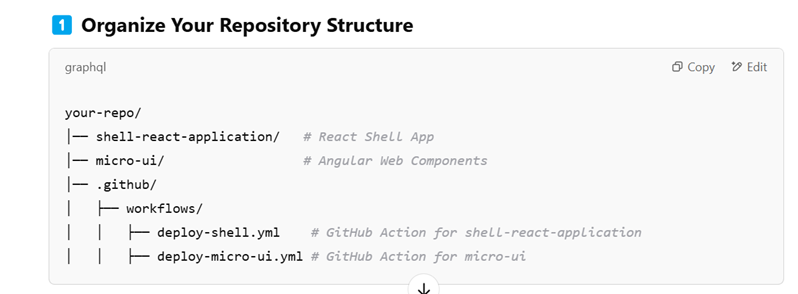 1 Organize Your Repository Structure
graphql Copy Edit
your-repo/
│── shell-react-application/   # React Shell App
│── micro-ui/                  # Angular Web Components
│── .github/
│   ├── workflows/
│   │   ├── deploy-shell.yml    # GitHub Action for shell-react-application
│   │   ├── deploy-micro-ui.yml # GitHub Action for micro-ui